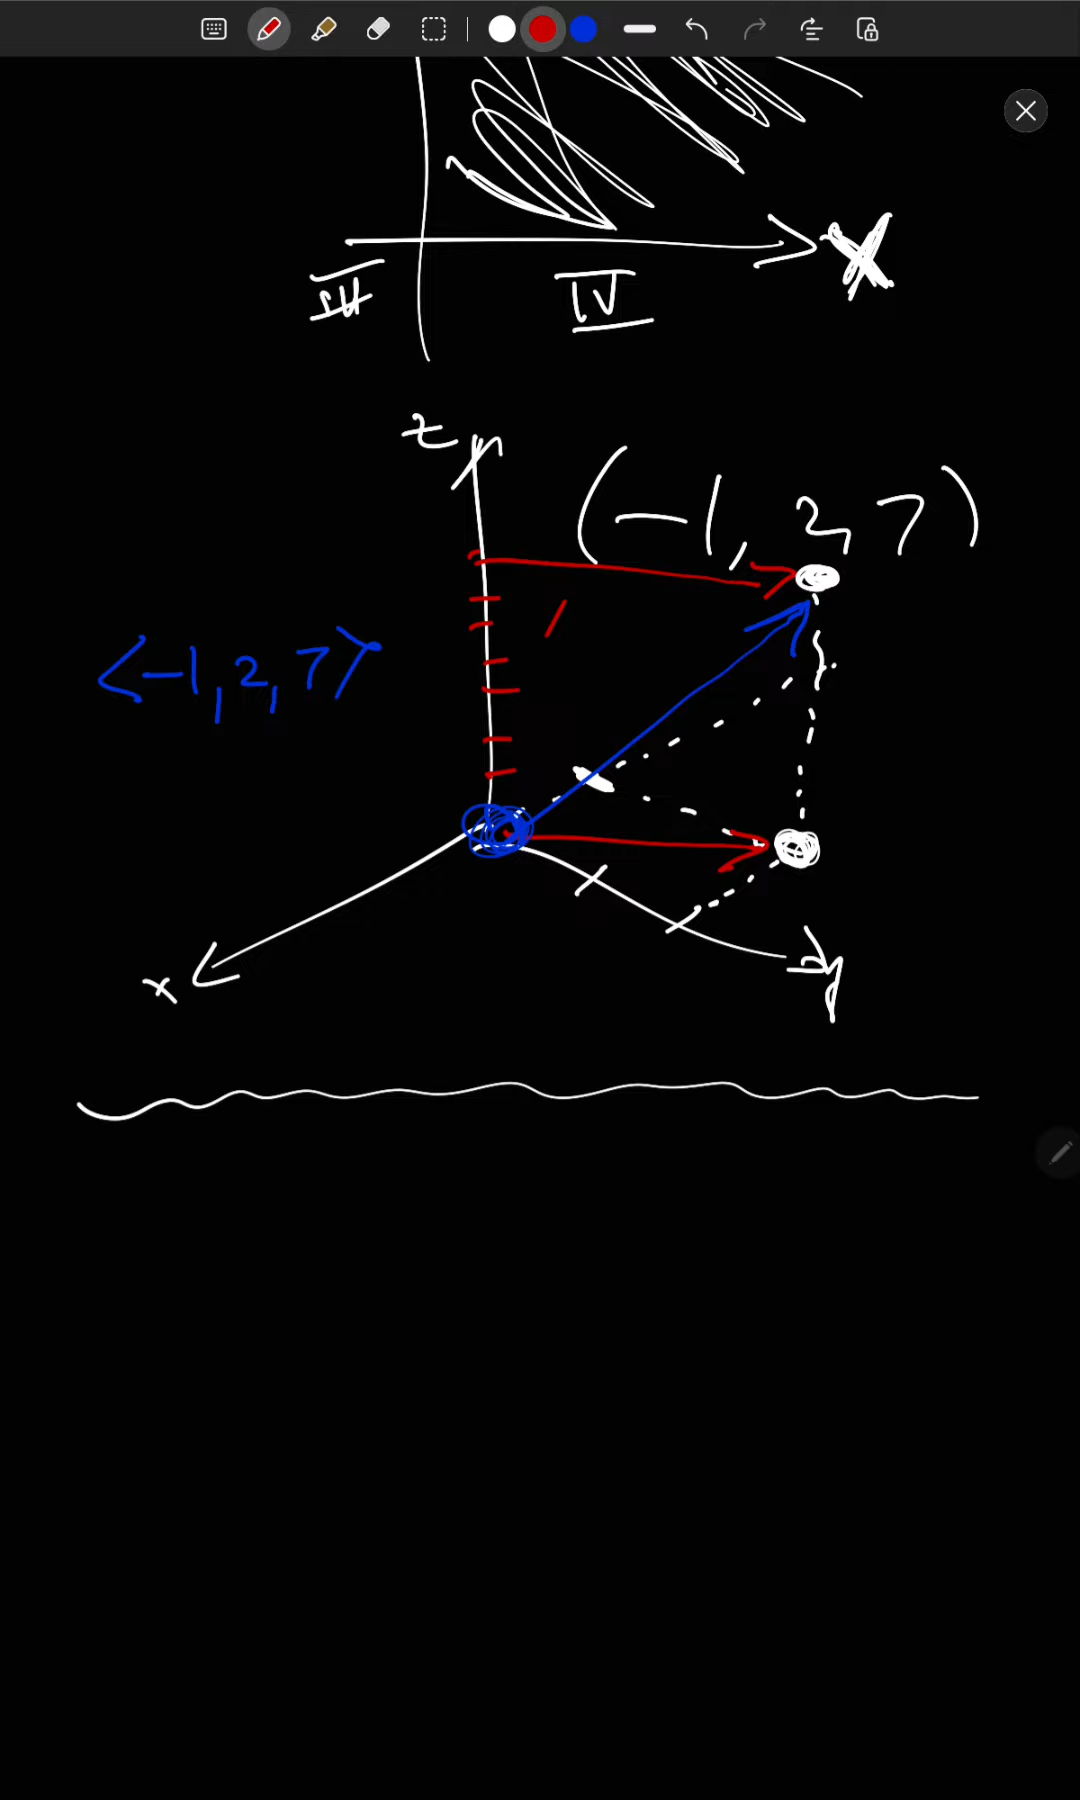 X
III
IV
z
(-1, 2, 7)
<-1, 2, 7>
x
y